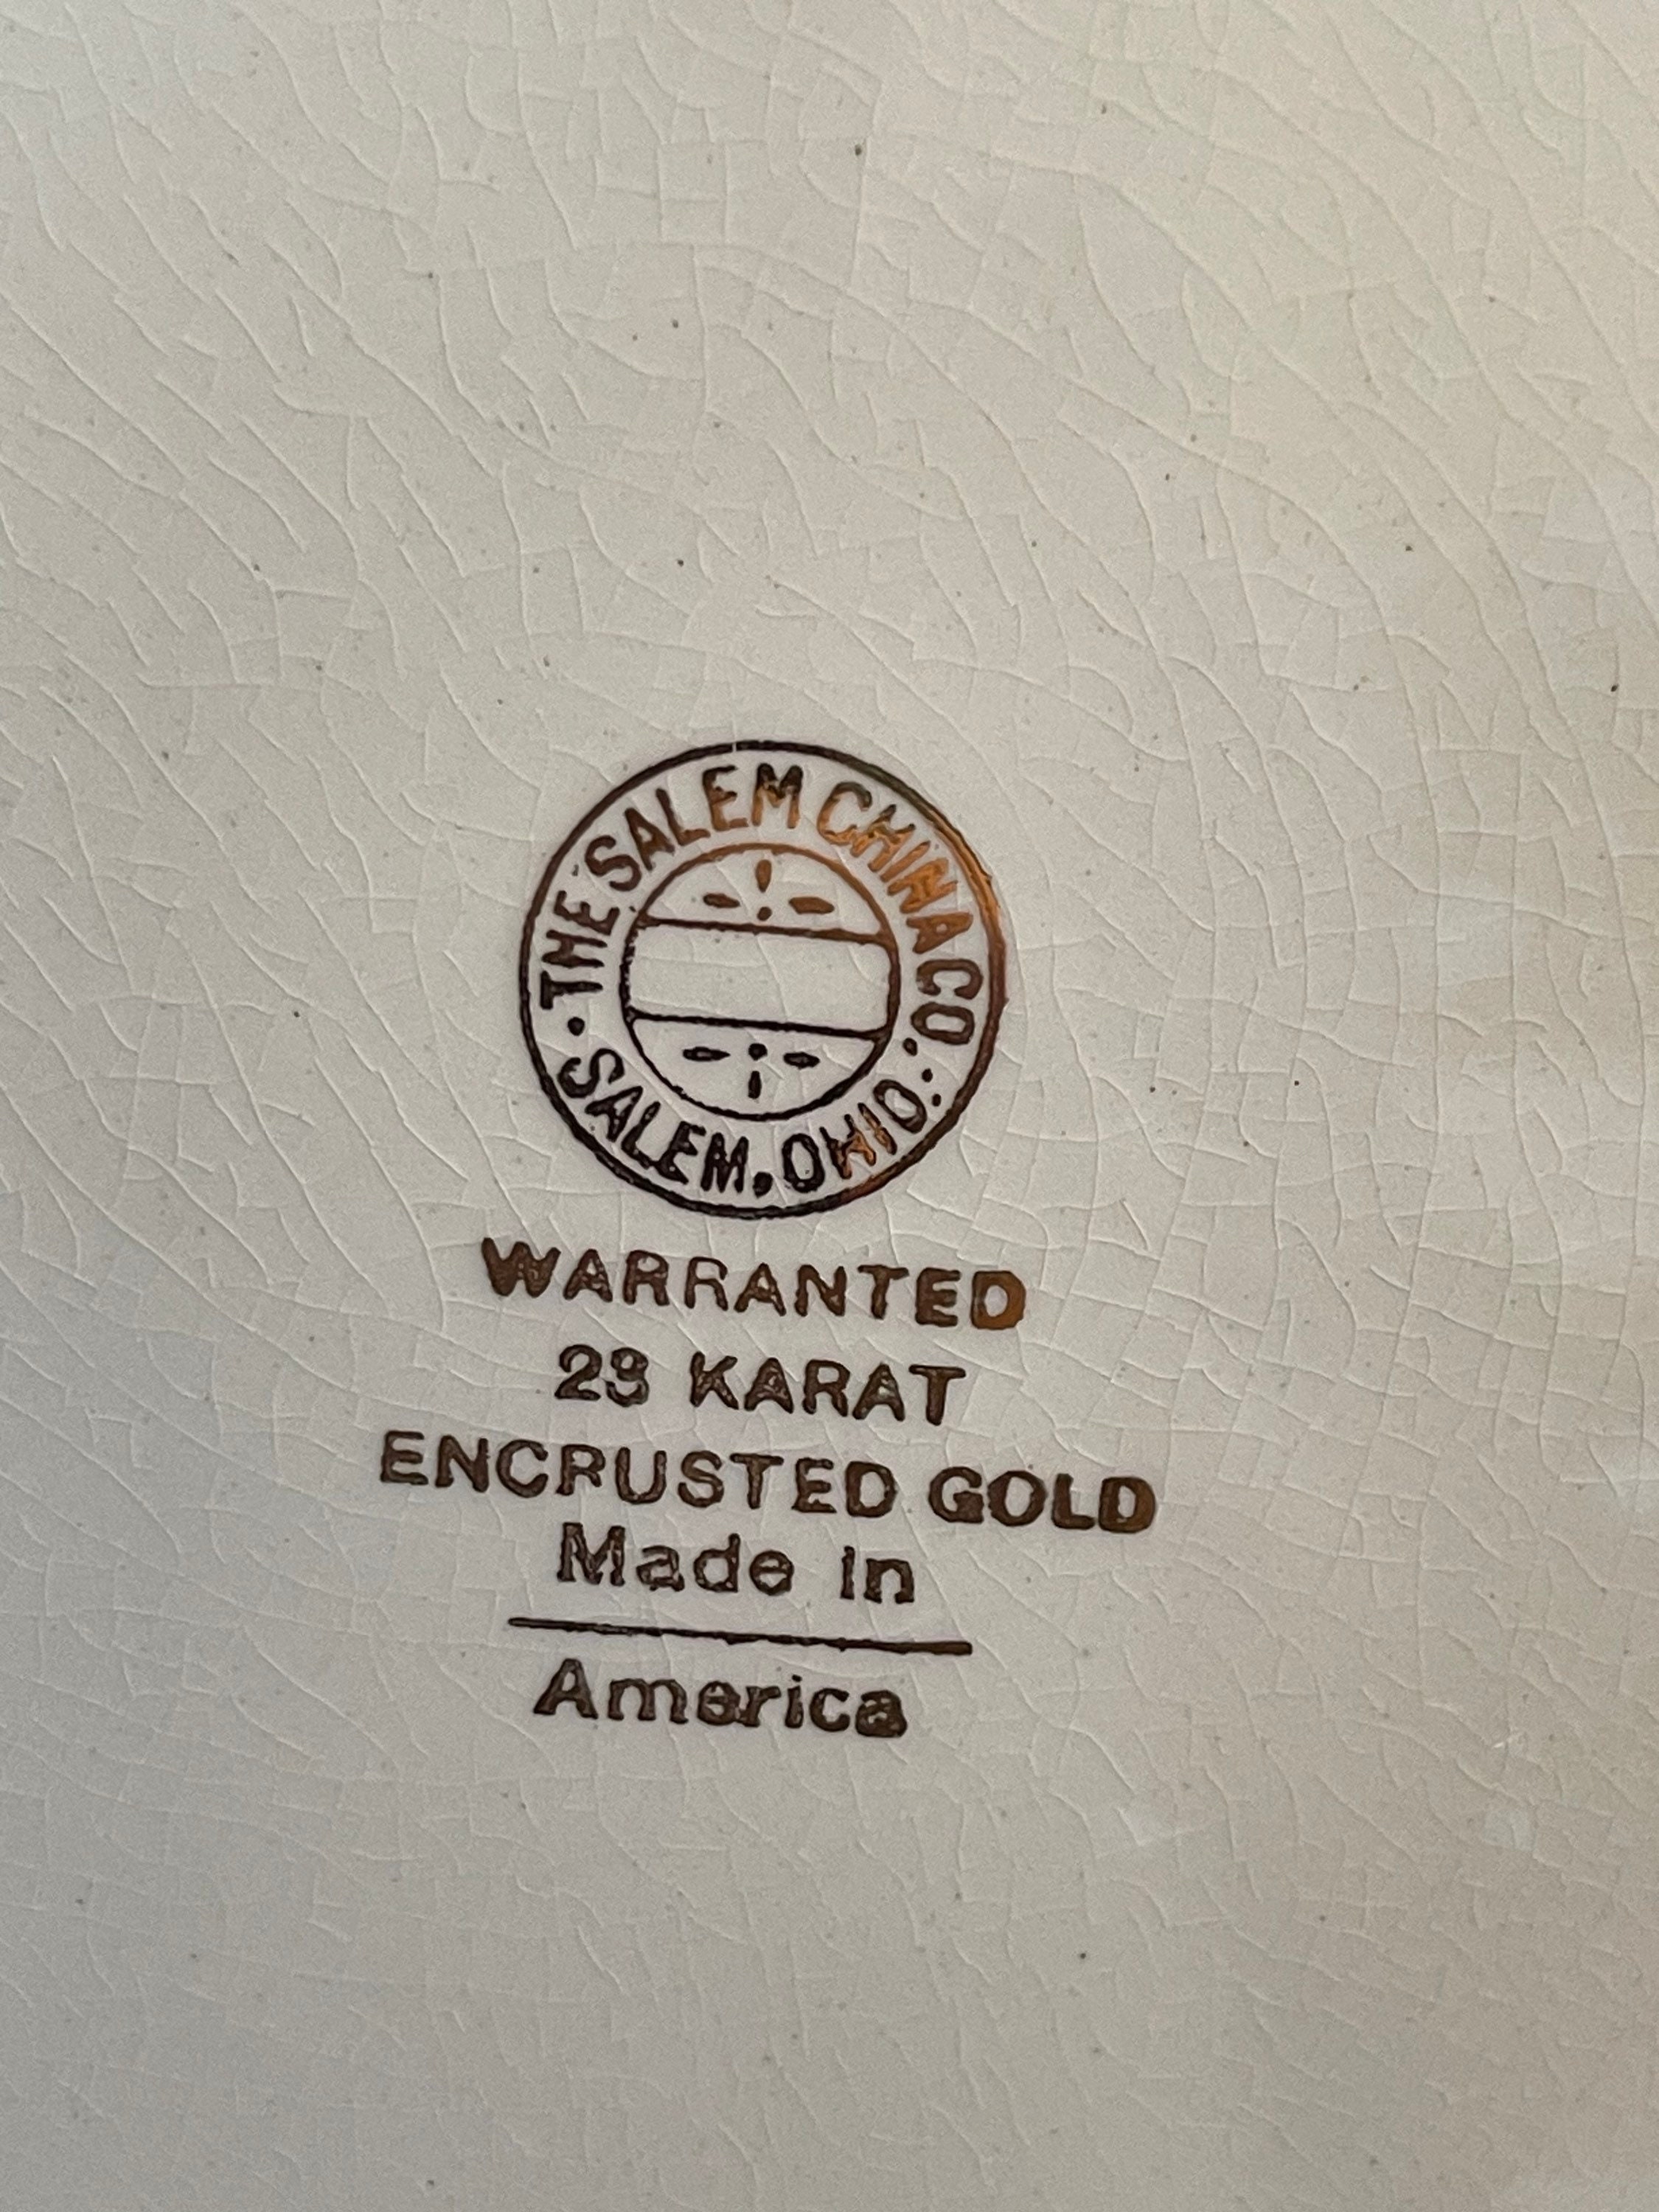 · THE SALEM CHINA CO. :
SALEM, OHIO
WARRANTED
23 KARAT
ENCRUSTED GOLD
Made in
America